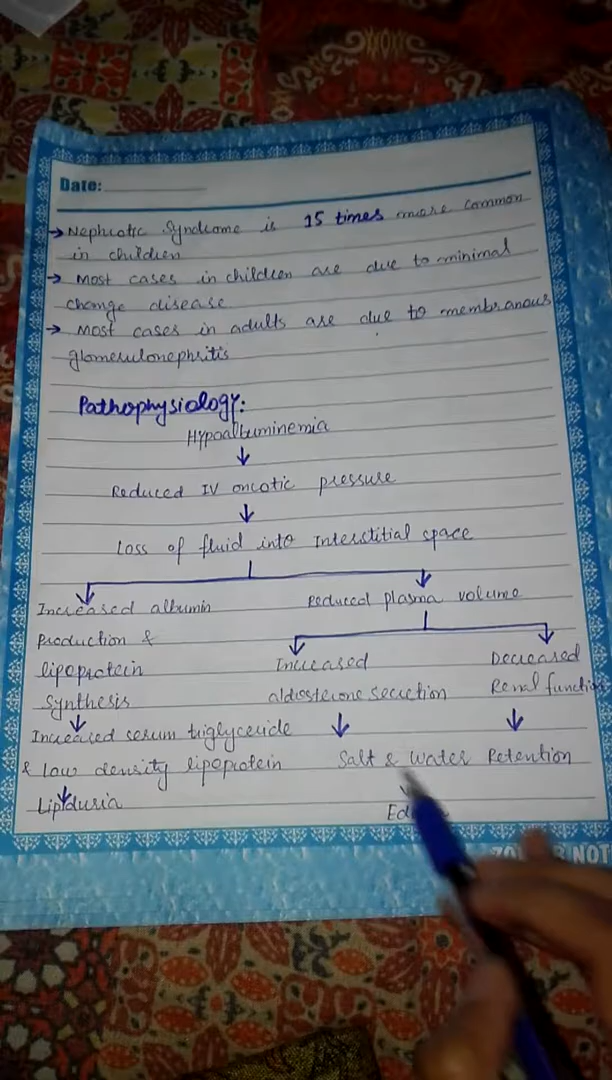 Date:
→ Nephrotic Syndrome is 15 times more common
in children
→ Most cases in children are due to minimal
change disease
→ Most cases in adults are due to membranous
glomerulonephritis
Pathophysiology:
Hypoalbuminemia
↓
Reduced IV oncotic pressure
↓
Loss of fluid into Interstitial space
Increased albumin
production &
lipoprotein
synthesis
↓
Increased serum triglyceride
& low density lipoprotein
↓
Lipiduria
Reduced plasma volume
Increased
aldosterone secretion
↓
Decreased
Renal function
↓
Salt & Water Retention
NOT